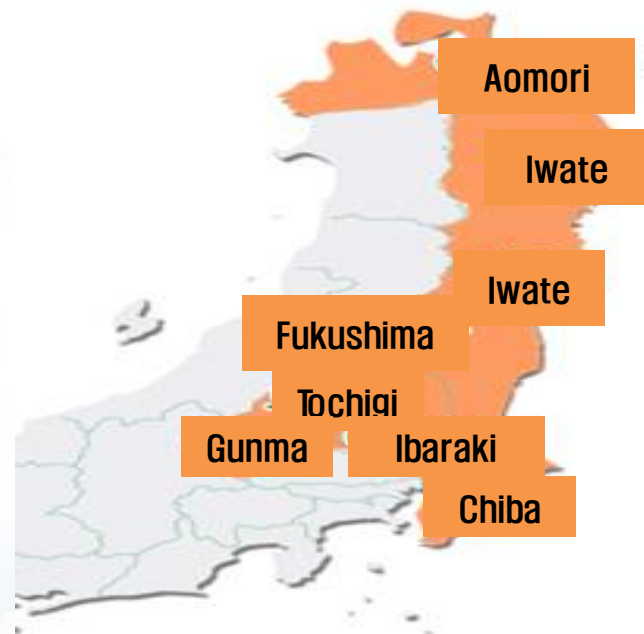 Aomori
Iwate
Iwate
Fukushima
Tochigi
Gunma
Ibaraki
Chiba